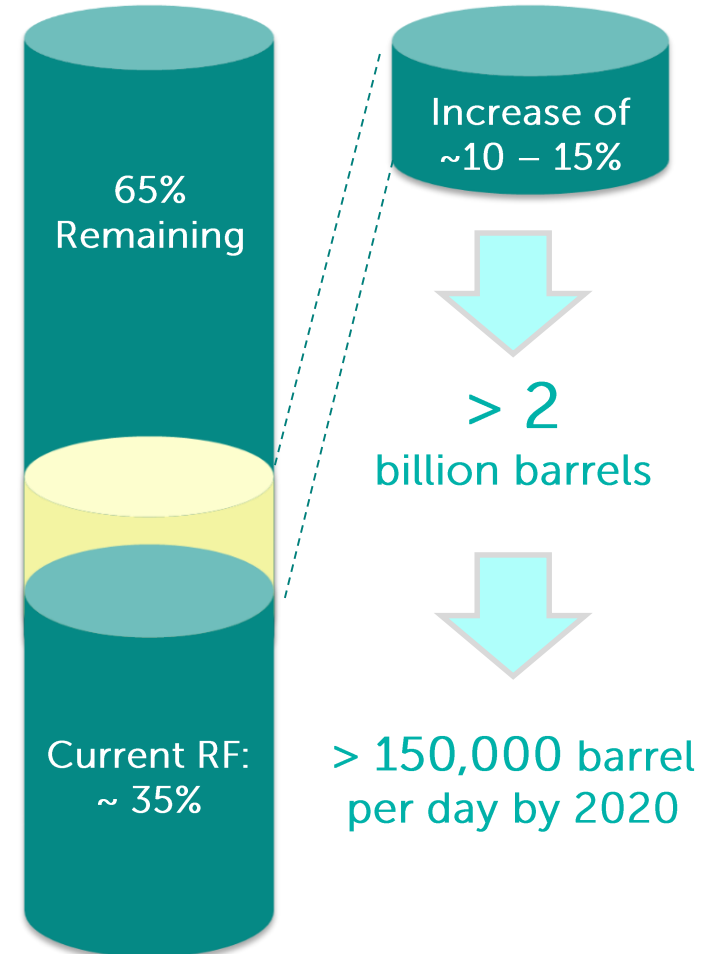 65%
Remaining
Current RF:
~ 35%
Increase of
~10 – 15%
> 2
billion barrels
> 150,000 barrel
per day by 2020